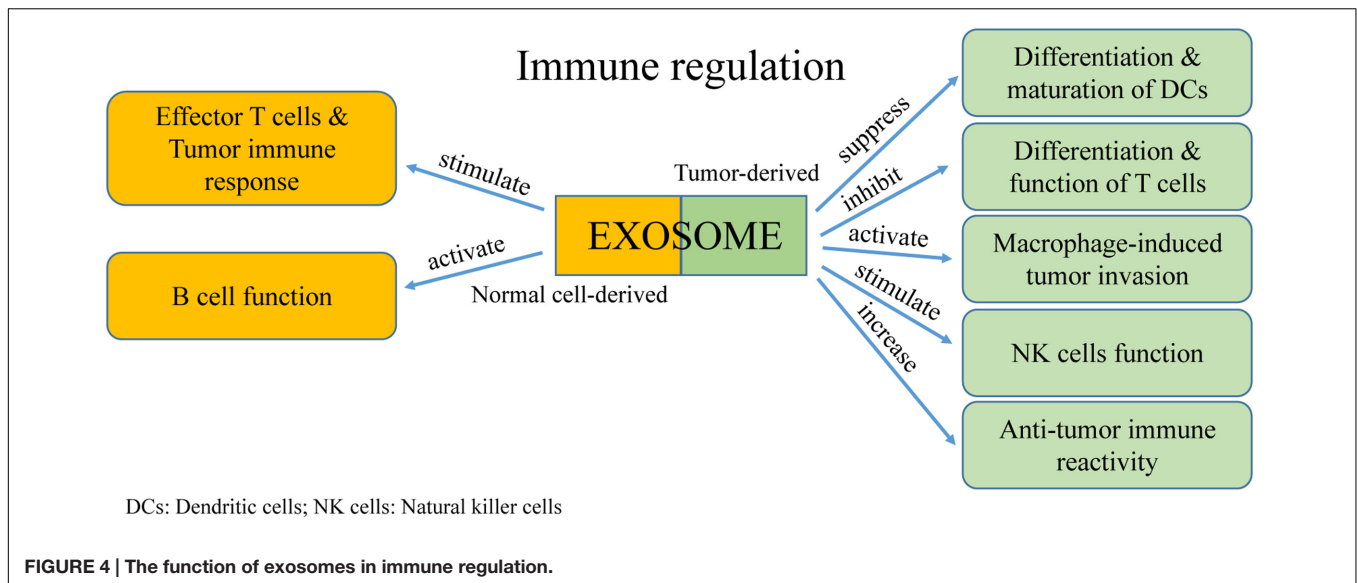 Immune regulation
Effector T cells &
Tumor immune
response
stimulate
B cell function
activate
Normal cell-derived
EXOSOME
Tumor-derived
suppress
Differentiation &
maturation of DCs
inhibit
Differentiation &
function of T cells
activate
Macrophage-induced
tumor invasion
stimulate
NK cells function
increase
Anti-tumor immune
reactivity
DCs: Dendritic cells; NK cells: Natural killer cells
FIGURE 4 | The function of exosomes in immune regulation.